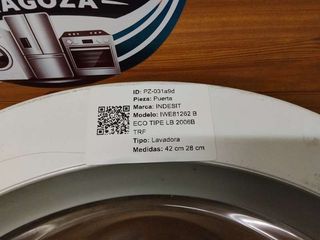 AGOZA
ID: PZ-031a9d
Pieza: Puerta
Marca: INDESIT
Modelo: IWE81262 B
ECO TIPE LB 2006B
TRF
Tipo: Lavadora
Medidas: 42 cm 28 cm